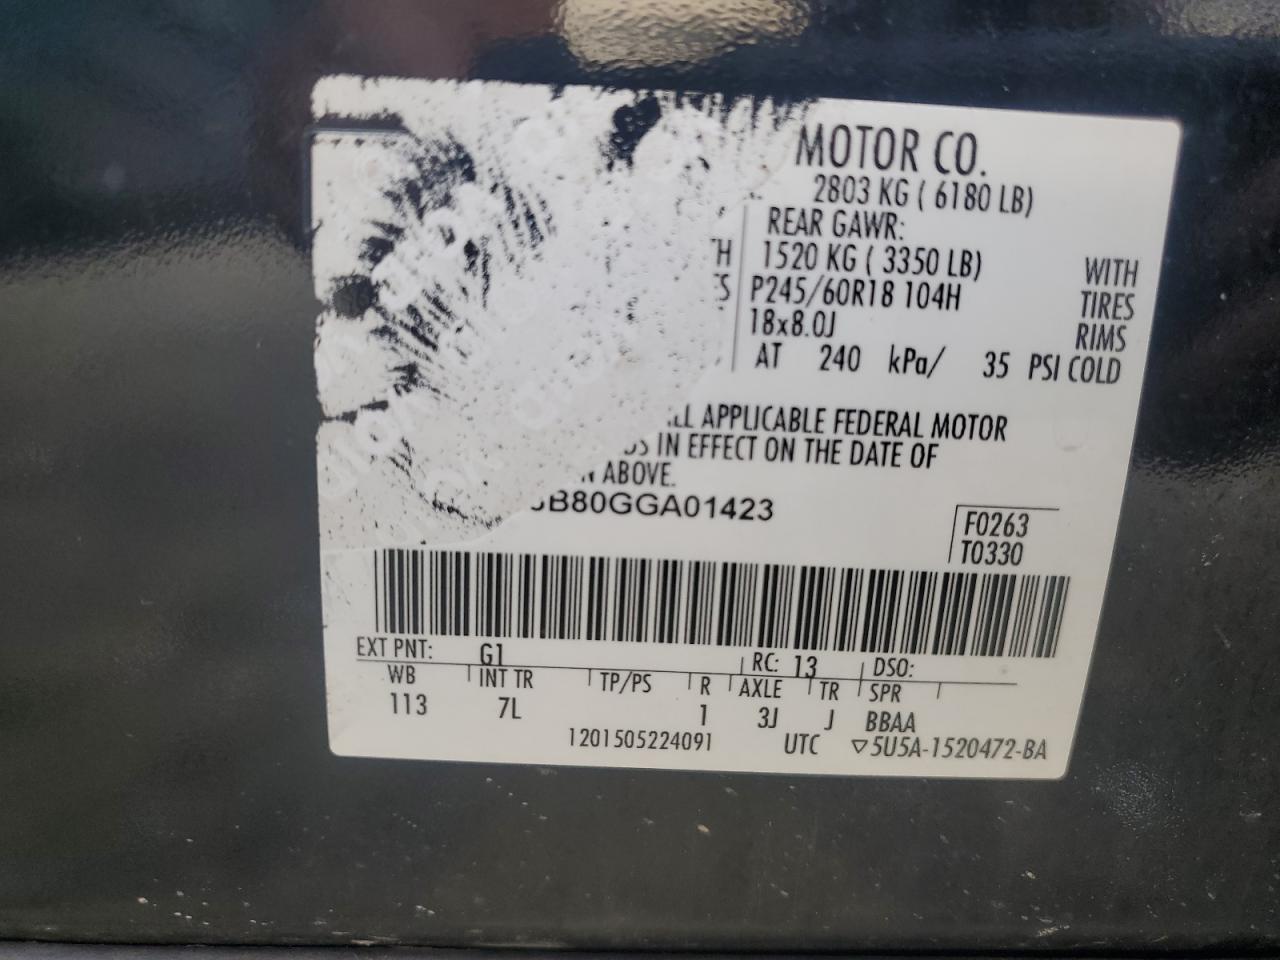 MOTOR CO.
2803 KG ( 6180 LB)
REAR GAWR:
1520 KG ( 3350 LB) WITH
P245/60R18 104H TIRES
18x8.0J RIMS
AT 240 kPa/ 35 PSI COLD
APPLICABLE FEDERAL MOTOR
IN EFFECT ON THE DATE OF
ABOVE.
B80GGA01423
F0263
T0330
EXT PNT: G1 RC: 13 DSO:
WB INT TR TP/PS R AXLE TR SPR
113 7L 1 3J J BBAA
1201505224091 UTC ▽5U5A-1520472-BA